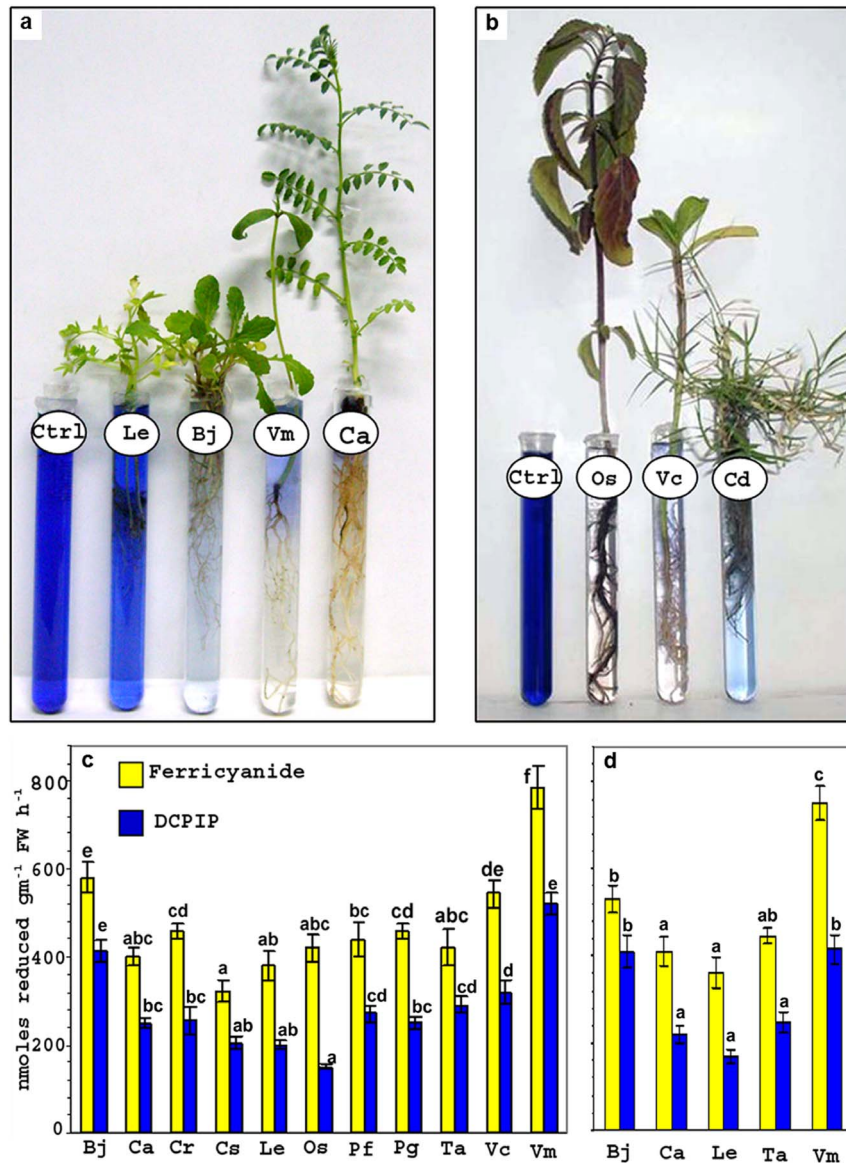 a
b
Ctrl Le Bj Vm Ca
Ctrl Os Vc Cd
c
d
Ferricyanide
DCPIP
nmoles reduced gm⁻¹ FW h⁻¹
800
600
400
200
0
e e abc bc cd bc a ab ab ab abc a bc cd cd bc abc cd de d f e
b b a a a a ab a c b
Bj Ca Cr Cs Le Os Pf Pg Ta Vc Vm
Bj Ca Le Ta Vm